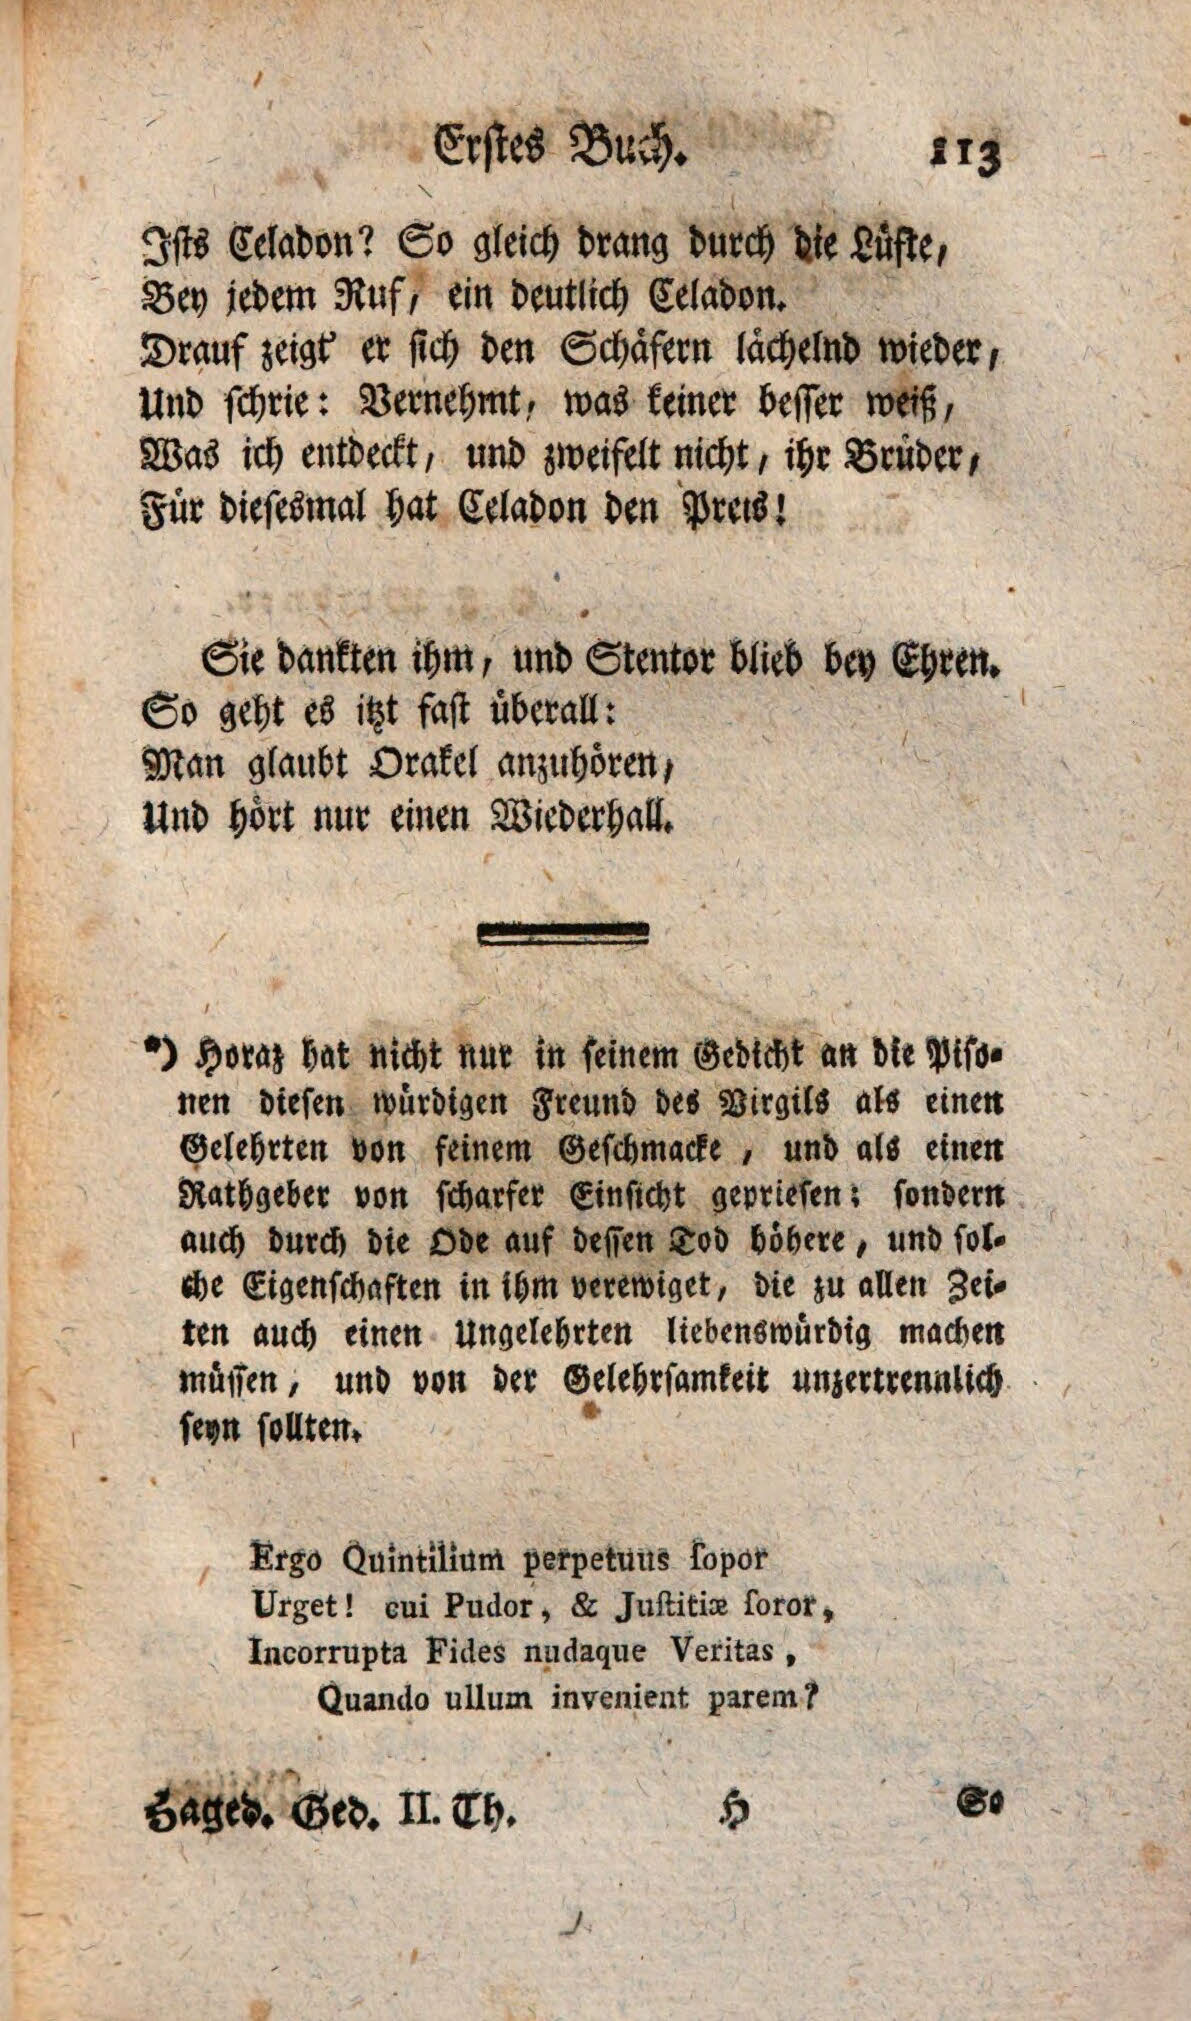 Erstes Buch. 113
Ists Celadon? So gleich drang durch die Lüfte,
Bey jedem Ruf, ein deutlich Celadon.
Drauf zeigt' er sich den Schäfern lächelnd wieder,
Und schrie: Vernehmt, was keiner besser weiß,
Was ich entdeckt, und zweifelt nicht, ihr Brüder,
Für diesesmal hat Celadon den Preis!
Sie dankten ihm, und Stentor blieb bey Ehren.
So geht es itzt fast überall:
Man glaubt Orakel anzuhören,
Und hört nur einen Wiederhall.
*) Horaz hat nicht nur in seinem Gedicht an die Piso-
nen diesen würdigen Freund des Virgils als einen
Gelehrten von feinem Geschmacke, und als einen
Rathgeber von scharfer Einsicht gepriesen: sondern
auch durch die Ode auf dessen Tod höhere, und sol-
che Eigenschaften in ihm verewiget, die zu allen Zei-
ten auch einen Ungelehrten liebenswürdig machen
müssen, und von der Gelehrsamkeit unzertrennlich
seyn sollten.
Ergo Quintilium perpetuus ſopor
Urget! cui Pudor, & Juſtitiæ ſoror,
Incorrupta Fides nudaque Veritas,
Quando ullum invenient parem?
Haged. Ged. II. Th. H So